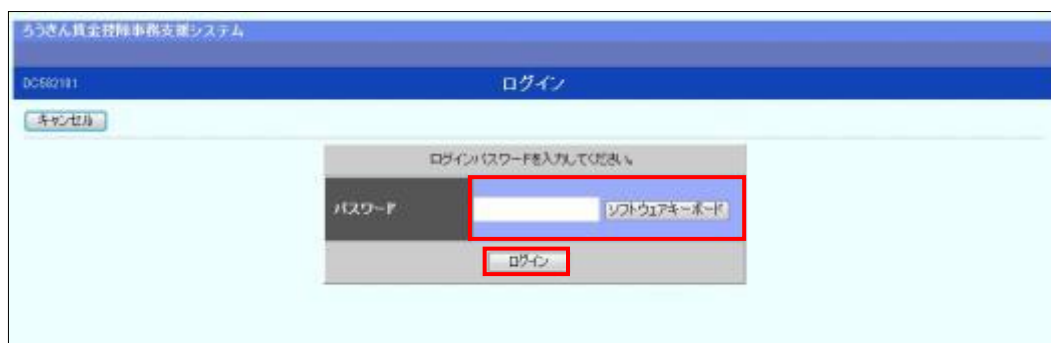 ろうきん賃金控除事務支援システム
DC582101
ログイン
キャンセル
ログインパスワードを入力してください。
パスワード
ソフトウェアキーボード
ログイン